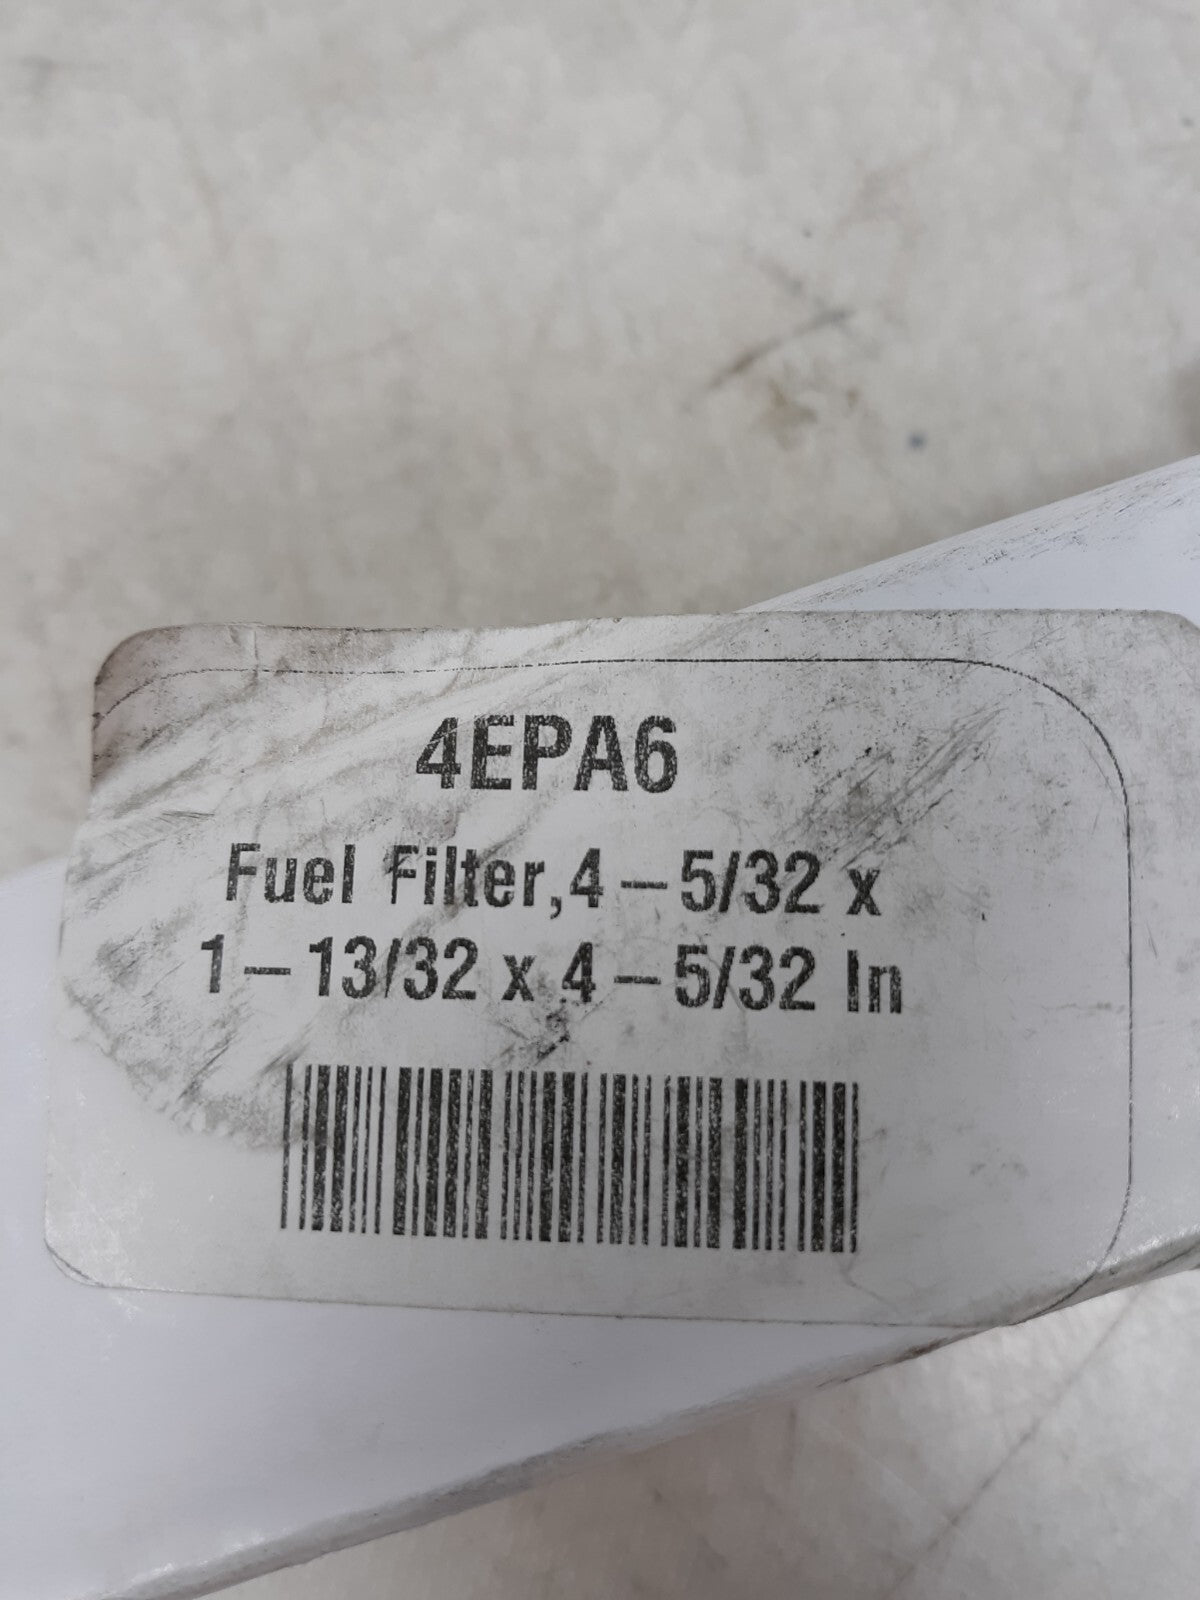 4EPA6
Fuel Filter,4–5/32 x
1–13/32 x 4–5/32 In